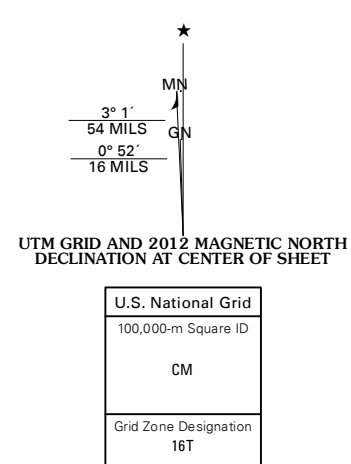 ★
MN
3° 1´
54 MILS
GN
0° 52´
16 MILS
UTM GRID AND 2012 MAGNETIC NORTH
DECLINATION AT CENTER OF SHEET
U.S. National Grid
100,000-m Square ID
CM
Grid Zone Designation
16T